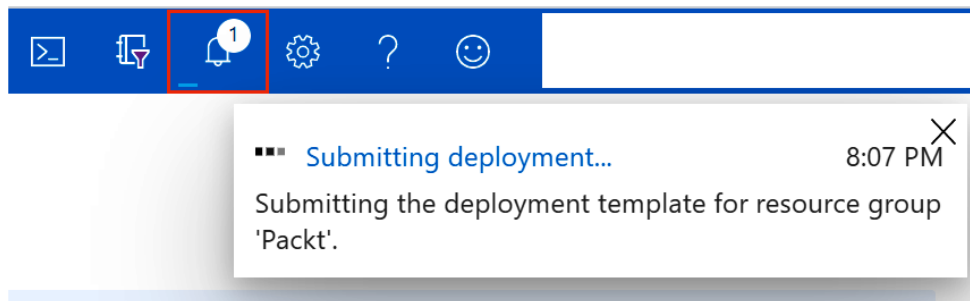 1
Submitting deployment...
8:07 PM
Submitting the deployment template for resource group
'Packt'.